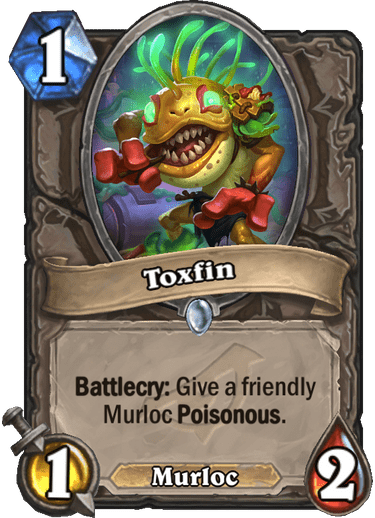 1
Toxfin
Battlecry: Give a friendly
Murloc Poisonous.
1
Murloc
2